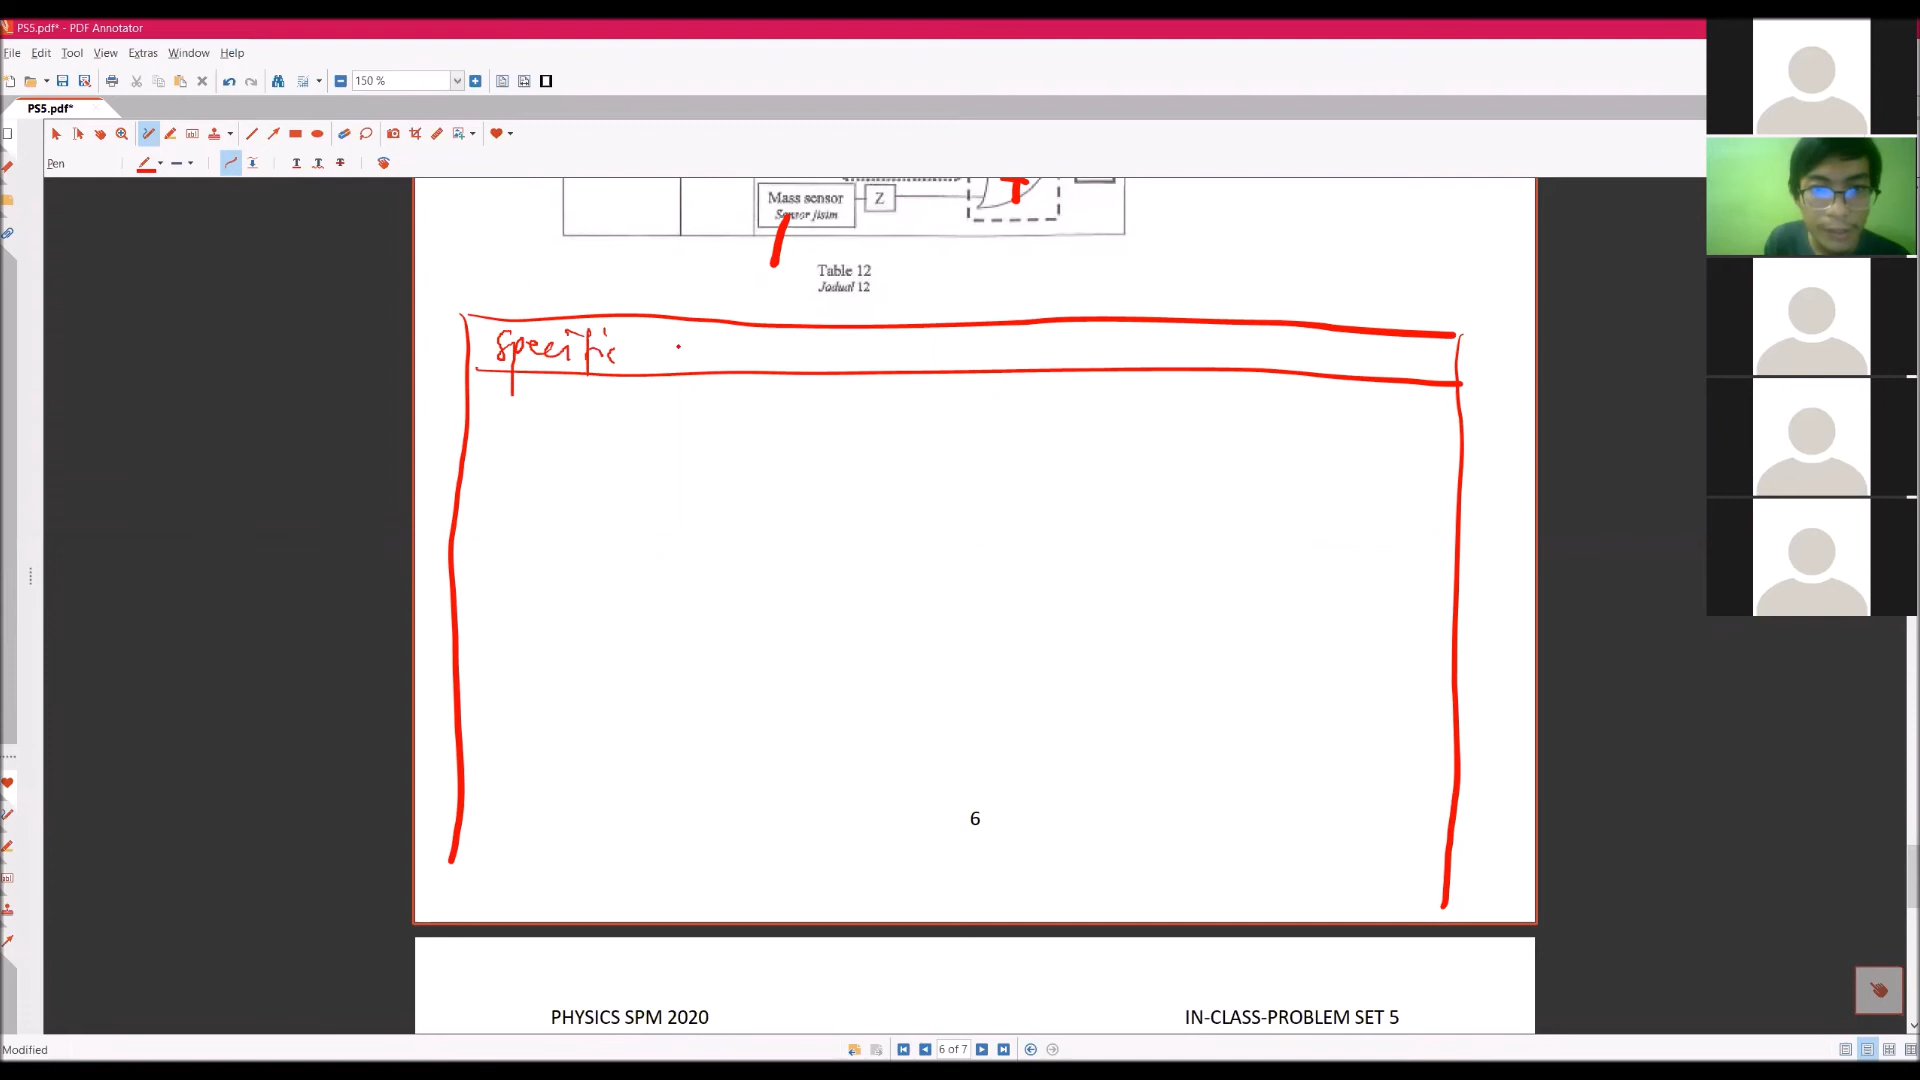 PS5.pdf* - PDF Annotator
File Edit Tool View Extras Window Help
150 %
PS5.pdf*
Pen
Mass sensor
Sensor jisim
Z
Table 12
Jadual 12
Specific
6
PHYSICS SPM 2020
IN-CLASS-PROBLEM SET 5
Modified
6 of 7